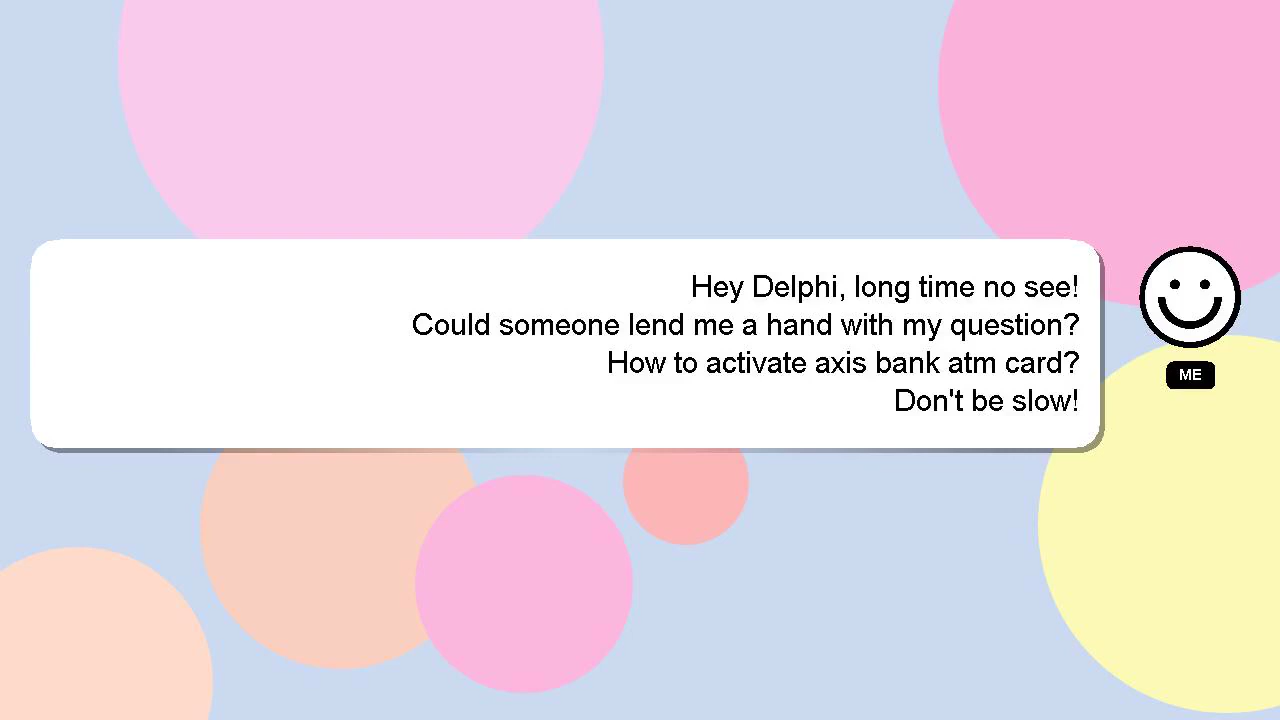 Hey Delphi, long time no see!
Could someone lend me a hand with my question?
How to activate axis bank atm card?
Don't be slow!
ME